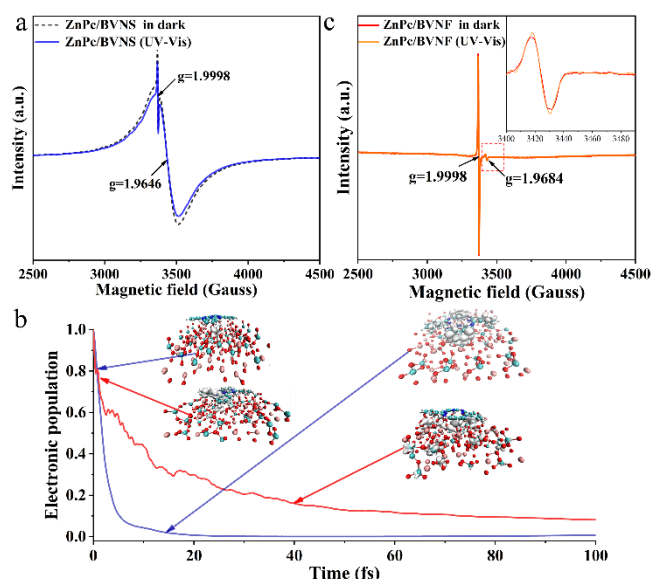 a
ZnPc/BVNS in dark
ZnPc/BVNS (UV-Vis)
g=1.9998
g=1.9646
Intensity (a.u.)
2500 3000 3500 4000 4500
Magnetic field (Gauss)
c
ZnPc/BVNF in dark
ZnPc/BVNF (UV-Vis)
3400 3420 3440 3460 3480
g=1.9998
g=1.9684
Intensity (a.u.)
2500 3000 3500 4000 4500
Magnetic field (Gauss)
b
1.0
0.8
0.6
0.4
0.2
0.0
Electronic population
0 20 40 60 80 100
Time (fs)